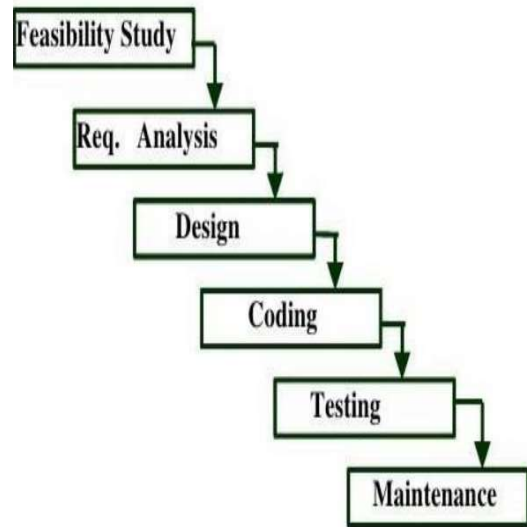 Feasibility Study
Req. Analysis
Design
Coding
Testing
Maintenance